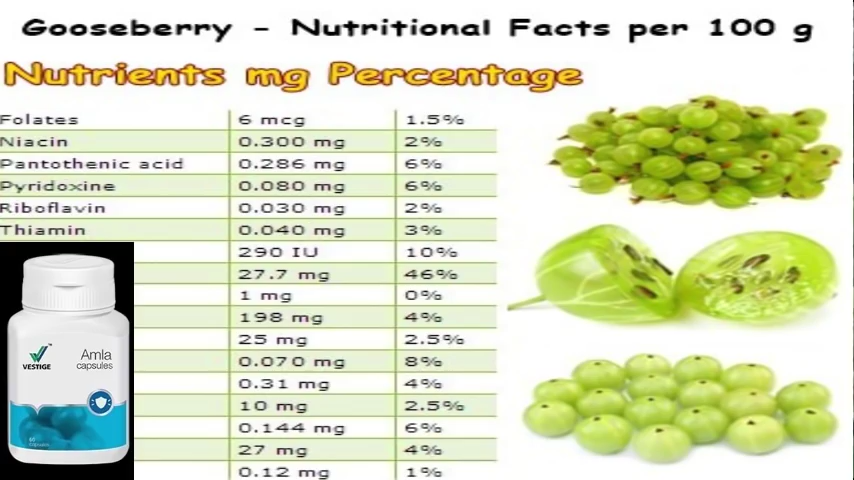 Gooseberry - Nutritional Facts per 100 g
Nutrients mg Percentage
Folates 6 mcg 1.5%
Niacin 0.300 mg 2%
Pantothenic acid 0.286 mg 6%
Pyridoxine 0.080 mg 6%
Riboflavin 0.030 mg 2%
Thiamin 0.040 mg 3%
290 IU 10%
27.7 mg 46%
1 mg 0%
198 mg 4%
25 mg 2.5%
0.070 mg 8%
0.31 mg 4%
10 mg 2.5%
0.144 mg 6%
27 mg 4%
0.12 mg 1%
VESTIGE
Amla
capsules
60
capsules